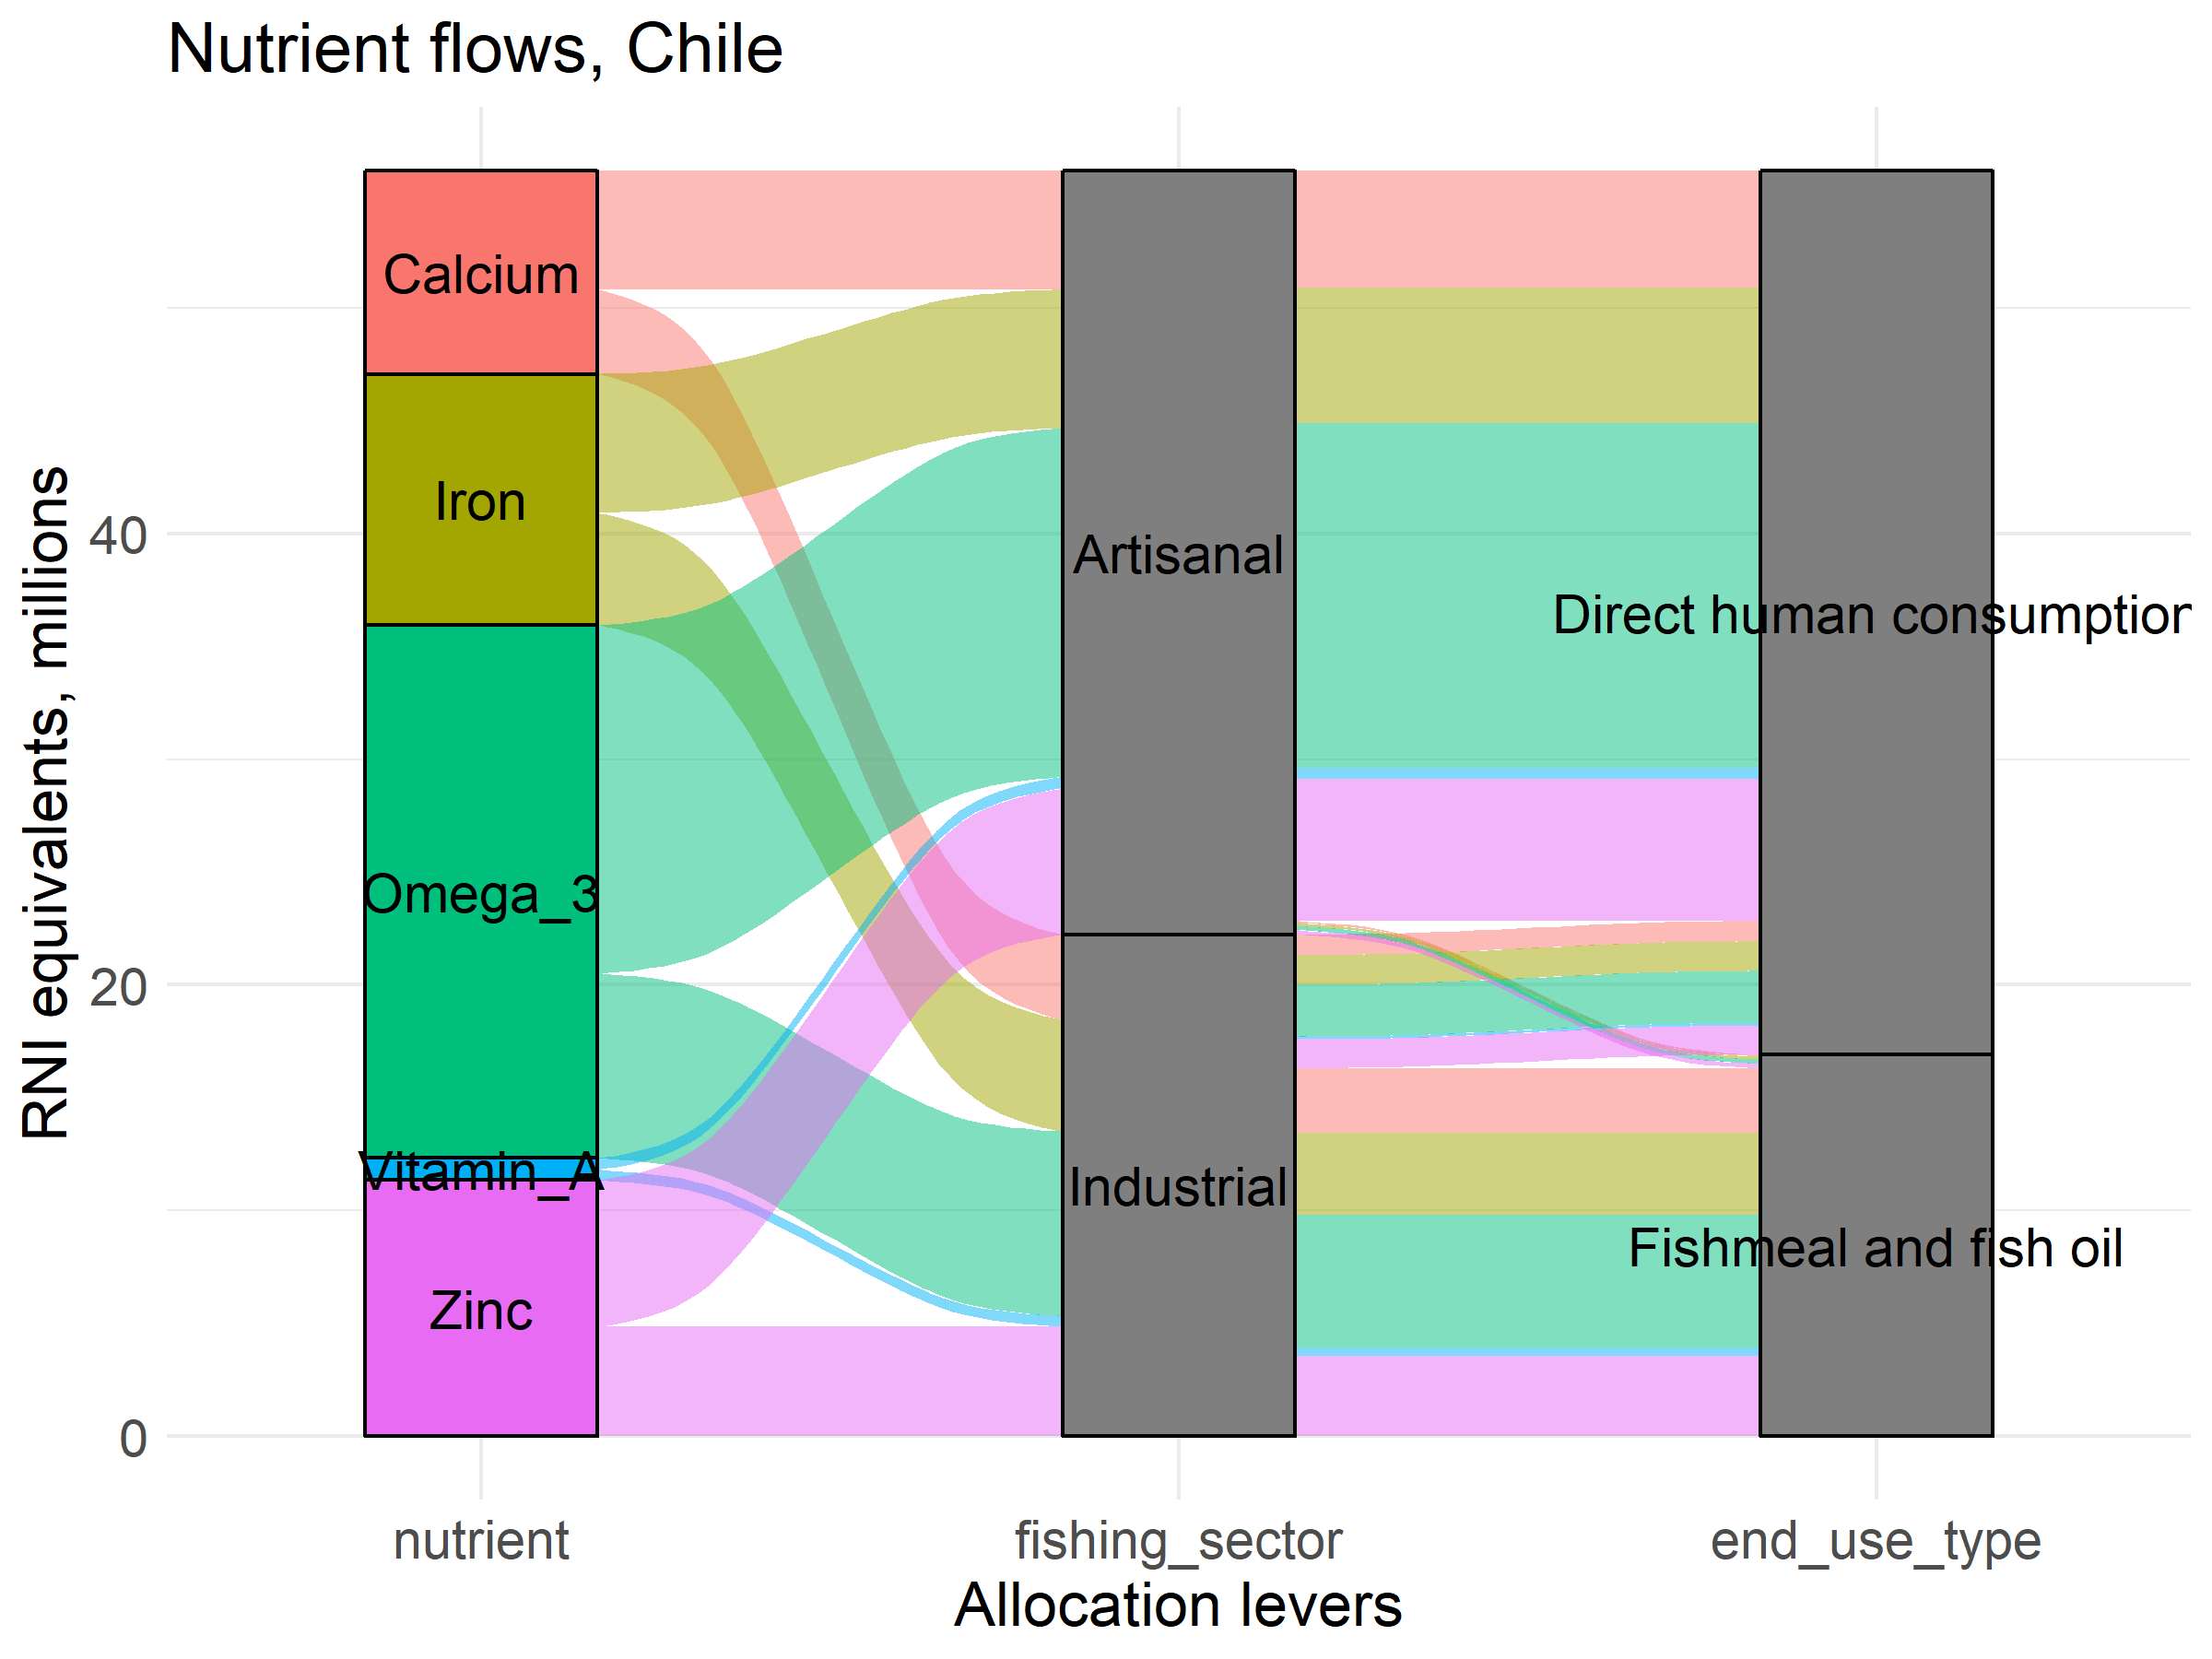 Nutrient flows, Chile
RNI equivalents, millions
40
20
0
Calcium
Iron
Omega_3
Vitamin_A
Zinc
Artisanal
Industrial
Direct human consumption
Fishmeal and fish oil
nutrient
fishing_sector
end_use_type
Allocation levers